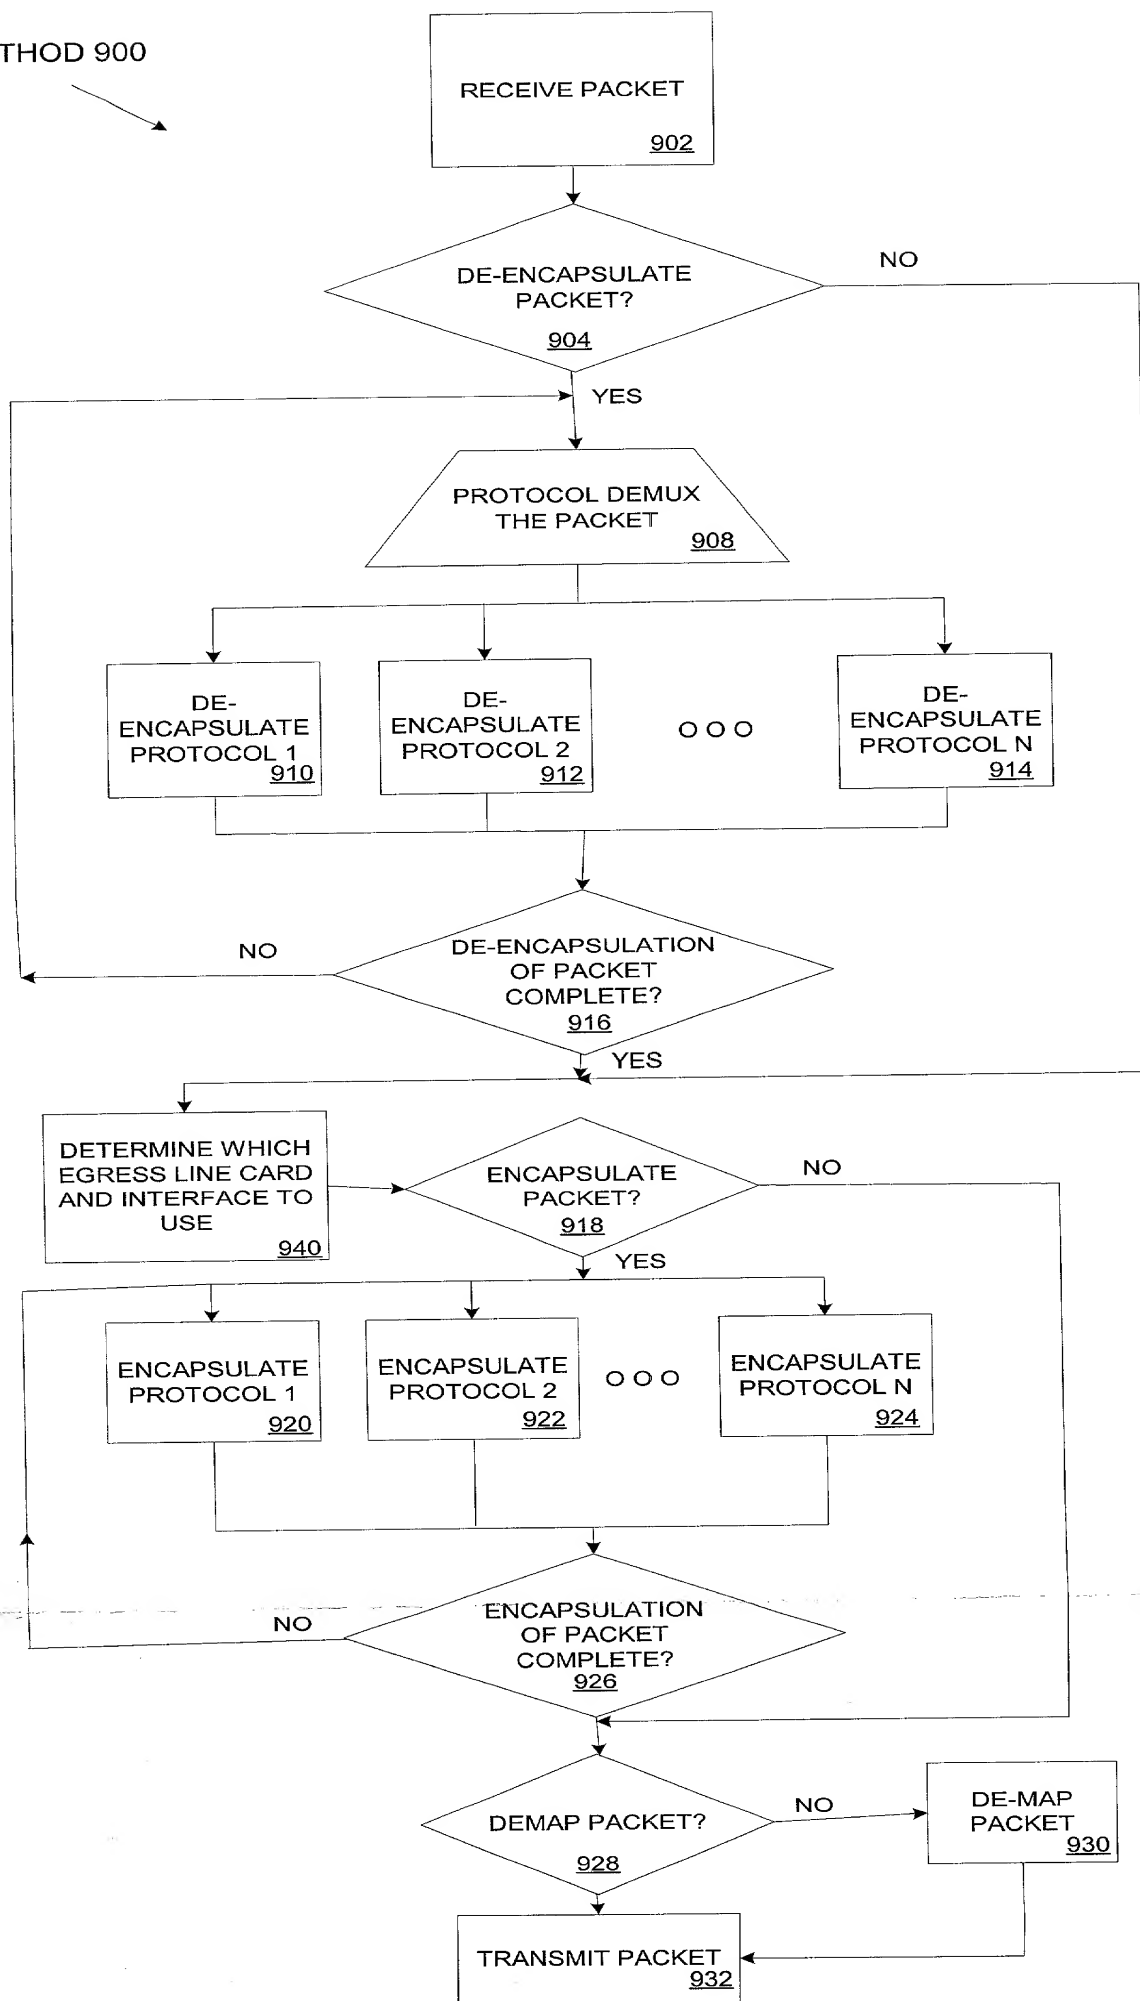 THOD 900
RECEIVE PACKET
902
DE-ENCAPSULATE
PACKET?
904
NO
YES
PROTOCOL DEMUX
THE PACKET
908
DE-
ENCAPSULATE
PROTOCOL 1
910
DE-
ENCAPSULATE
PROTOCOL 2
912
DE-
ENCAPSULATE
PROTOCOL N
914
NO
DE-ENCAPSULATION
OF PACKET
COMPLETE?
916
YES
DETERMINE WHICH
EGRESS LINE CARD
AND INTERFACE TO
USE
940
ENCAPSULATE
PACKET?
918
NO
YES
ENCAPSULATE
PROTOCOL 1
920
ENCAPSULATE
PROTOCOL 2
922
ENCAPSULATE
PROTOCOL N
924
NO
ENCAPSULATION
OF PACKET
COMPLETE?
926
DEMAP PACKET?
928
NO
DE-MAP
PACKET
930
TRANSMIT PACKET
932